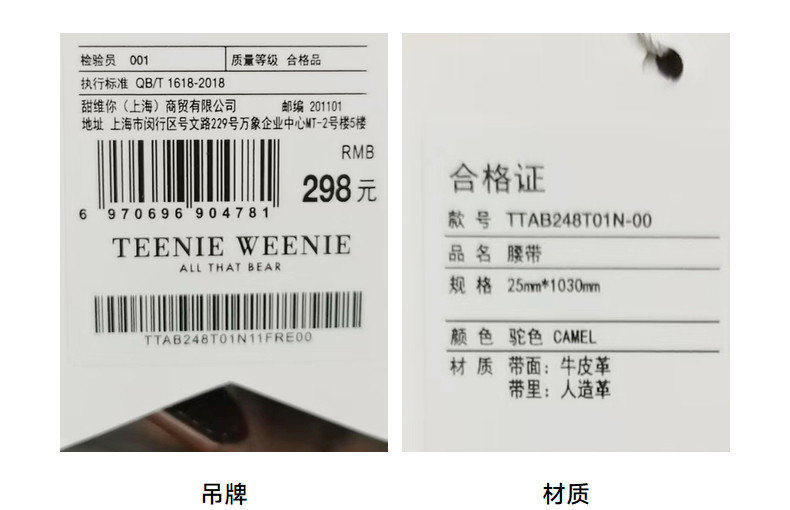 检验员 001 质量等级 合格品
执行标准 QB/T 1618-2018
甜维你（上海）商贸有限公司 邮编 201101
地址 上海市闵行区号文路229号万象企业中心MT-2号楼5楼
RMB
298元
6 970696 904781
TEENIE WEENIE
ALL THAT BEAR
TTAB248T01N11FRE00
吊牌
合格证
款号 TTAB248T01N-00
品名 腰带
规格 25mm*1030mm
颜色 驼色 CAMEL
材质 带面：牛皮革
带里：人造革
材质